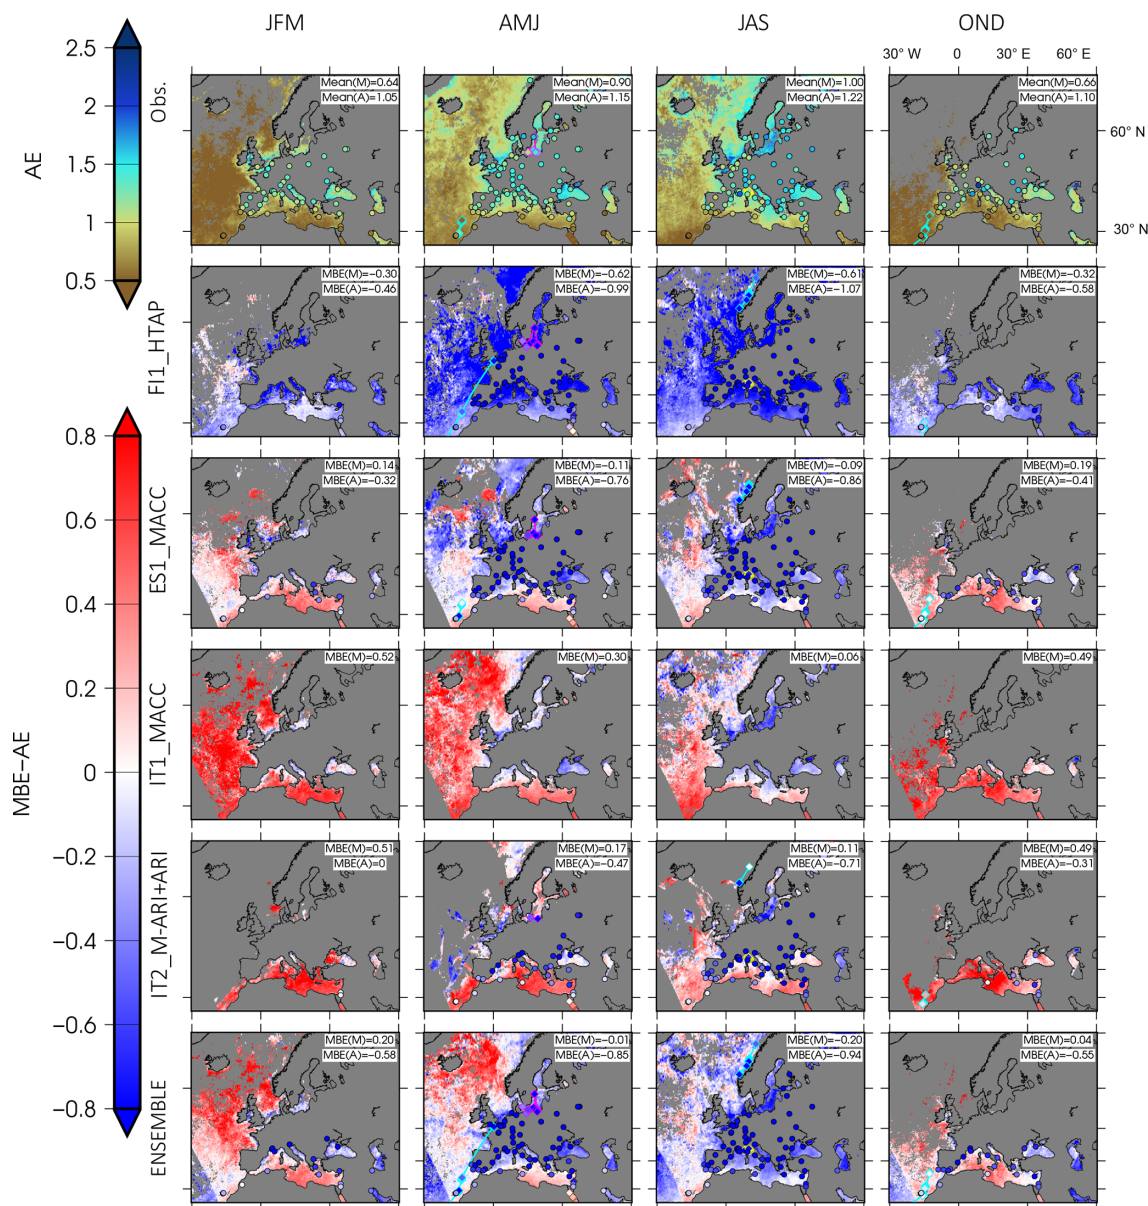 JFM
AMJ
JAS
OND
30° W
0
30° E
60° E
2.5
2
1.5
1
0.5
AE
Obs.
Mean(M)=0.64
Mean(A)=1.05
Mean(M)=0.90
Mean(A)=1.15
Mean(M)=1.00
Mean(A)=1.22
Mean(M)=0.66
Mean(A)=1.10
60° N
30° N
FI1_HTAP
MBE(M)=−0.30
MBE(A)=−0.46
MBE(M)=−0.62
MBE(A)=−0.99
MBE(M)=−0.61
MBE(A)=−1.07
MBE(M)=−0.32
MBE(A)=−0.58
0.8
0.6
0.4
0.2
0
−0.2
−0.4
−0.6
−0.8
MBE−AE
ES1_MACC
MBE(M)=0.14
MBE(A)=−0.32
MBE(M)=−0.11
MBE(A)=−0.76
MBE(M)=−0.09
MBE(A)=−0.86
MBE(M)=0.19
MBE(A)=−0.41
IT1_MACC
MBE(M)=0.52
MBE(M)=0.30
MBE(M)=0.06
MBE(M)=0.49
IT2_M-ARI+ARI
MBE(M)=0.51
MBE(A)=0
MBE(M)=0.17
MBE(A)=−0.47
MBE(M)=0.11
MBE(A)=−0.71
MBE(M)=0.49
MBE(A)=−0.31
ENSEMBLE
MBE(M)=0.20
MBE(A)=−0.58
MBE(M)=−0.01
MBE(A)=−0.85
MBE(M)=−0.20
MBE(A)=−0.94
MBE(M)=0.04
MBE(A)=−0.55